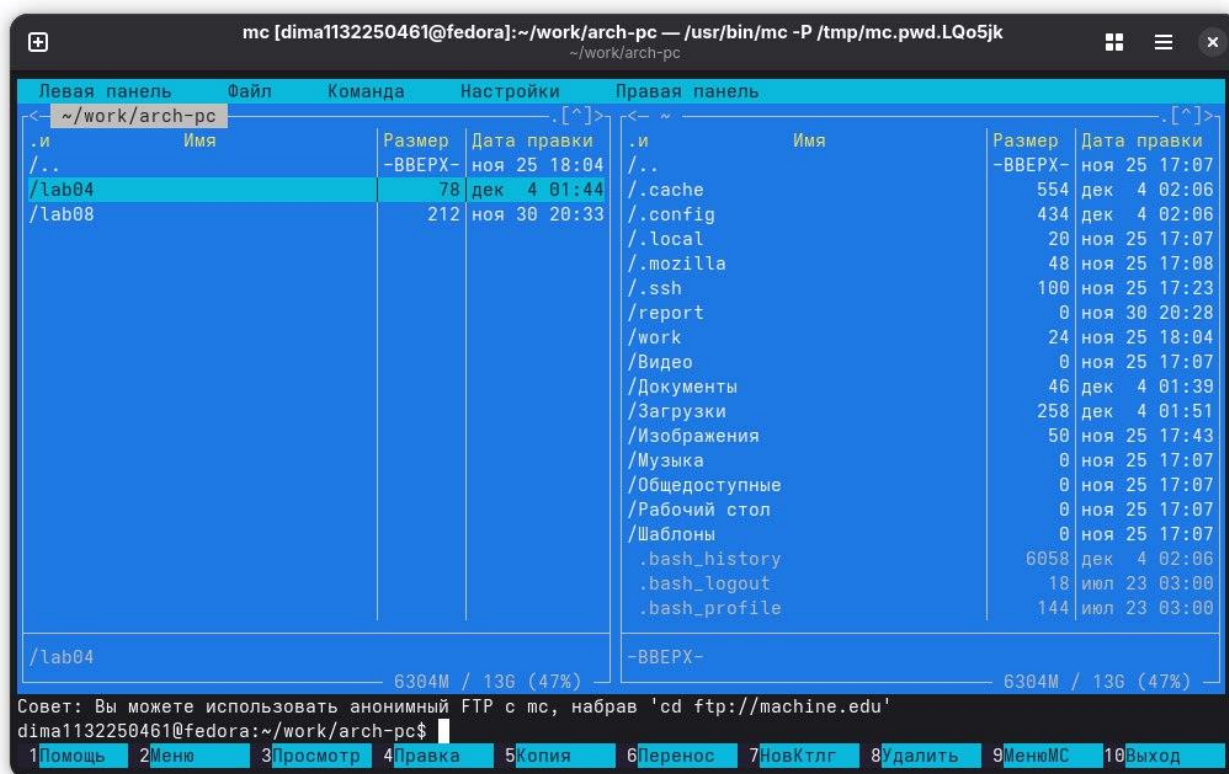 mc [dima1132250461@fedora]:~/work/arch-pc — /usr/bin/mc -P /tmp/mc.pwd.LQo5jk
~/work/arch-pc
Левая панель Файл Команда Настройки Правая панель
<— ~/work/arch-pc .[^]>
.и Имя Размер Дата правки
/.. -ВВЕРХ- ноя 25 18:04
/lab04 78 дек 4 01:44
/lab08 212 ноя 30 20:33
/lab04
6304M / 13G (47%)
<— ~ .[^]>
.и Имя Размер Дата правки
/.. -ВВЕРХ- ноя 25 17:07
/.cache 554 дек 4 02:06
/.config 434 дек 4 02:06
/.local 20 ноя 25 17:07
/.mozilla 48 ноя 25 17:08
/.ssh 100 ноя 25 17:23
/report 0 ноя 30 20:28
/work 24 ноя 25 18:04
/Видео 0 ноя 25 17:07
/Документы 46 дек 4 01:39
/Загрузки 258 дек 4 01:51
/Изображения 50 ноя 25 17:43
/Музыка 0 ноя 25 17:07
/Общедоступные 0 ноя 25 17:07
/Рабочий стол 0 ноя 25 17:07
/Шаблоны 0 ноя 25 17:07
.bash_history 6058 дек 4 02:06
.bash_logout 18 июл 23 03:00
.bash_profile 144 июл 23 03:00
-ВВЕРХ-
6304M / 13G (47%)
Совет: Вы можете использовать анонимный FTP с mc, набрав 'cd ftp://machine.edu'
dima1132250461@fedora:~/work/arch-pc$
1Помощь 2Меню 3Просмотр 4Правка 5Копия 6Перенос 7НовКтлг 8Удалить 9МенюМС 10Выход